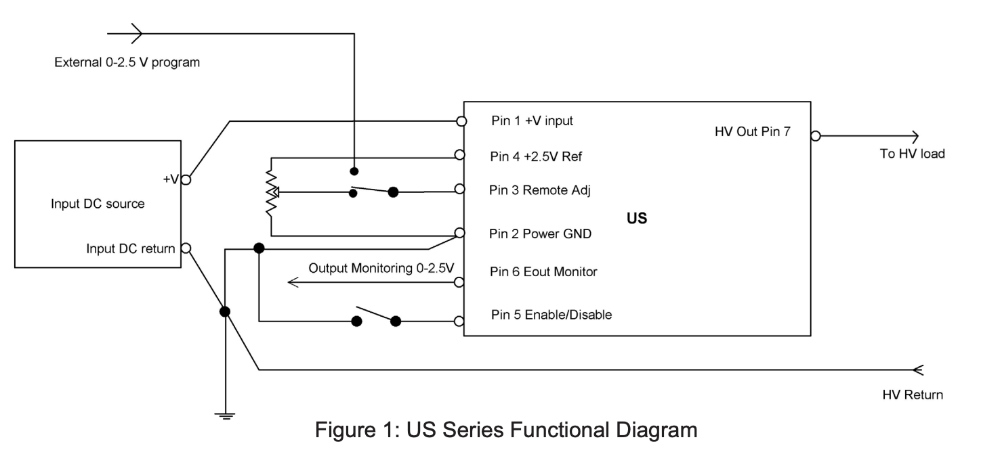 External 0-2.5 V program
Pin 1 +V input
HV Out Pin 7
To HV load
Pin 4 +2.5V Ref
+V
Input DC source
Pin 3 Remote Adj
US
Pin 2 Power GND
Input DC return
Output Monitoring 0-2.5V
Pin 6 Eout Monitor
Pin 5 Enable/Disable
HV Return
Figure 1: US Series Functional Diagram